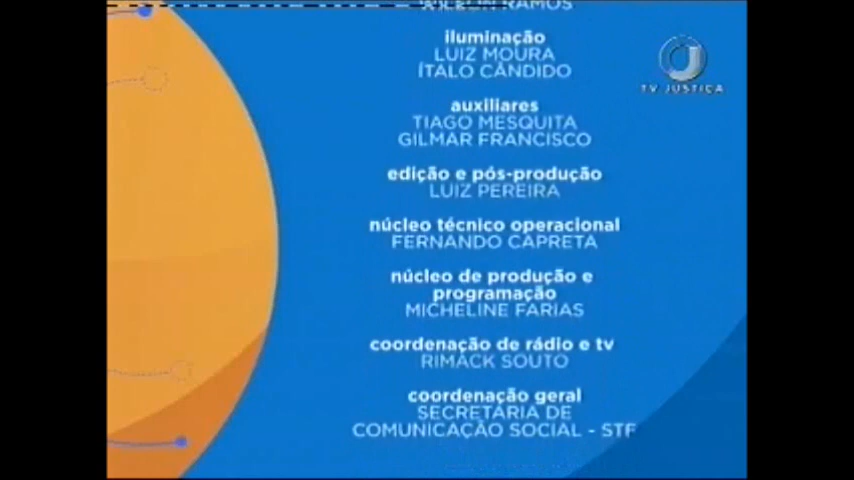 WILSON RAMOS
iluminação
LUIZ MOURA
ÍTALO CÂNDIDO
TV JUSTIÇA
auxiliares
TIAGO MESQUITA
GILMAR FRANCISCO
edição e pós-produção
LUIZ PEREIRA
núcleo técnico operacional
FERNANDO CAPRETA
núcleo de produção e
programação
MICHELINE FARIAS
coordenação de rádio e tv
RIMACK SOUTO
coordenação geral
SECRETARIA DE
COMUNICAÇÃO SOCIAL - STF